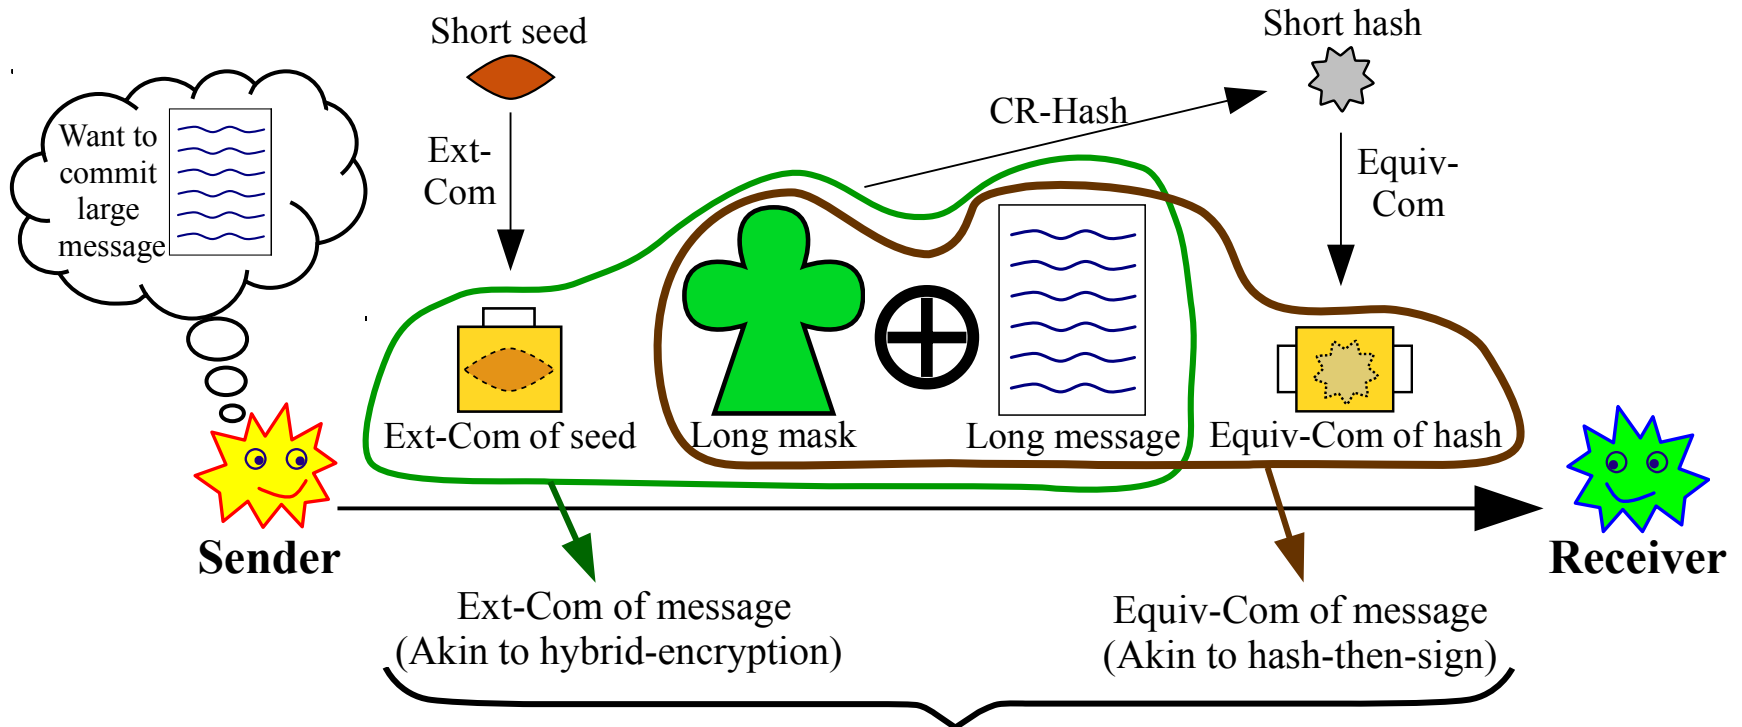 Short seed
Short hash
Want to
commit
large
message
CR-Hash
Ext-
Com
Equiv-
Com
Ext-Com of seed
Long mask
Long message
Equiv-Com of hash
Sender
Receiver
Ext-Com of message
(Akin to hybrid-encryption)
Equiv-Com of message
(Akin to hash-then-sign)